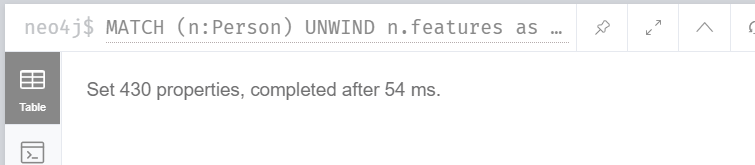 neo4j$ MATCH (n:Person) UNWIND n.features as …
Set 430 properties, completed after 54 ms.
Table